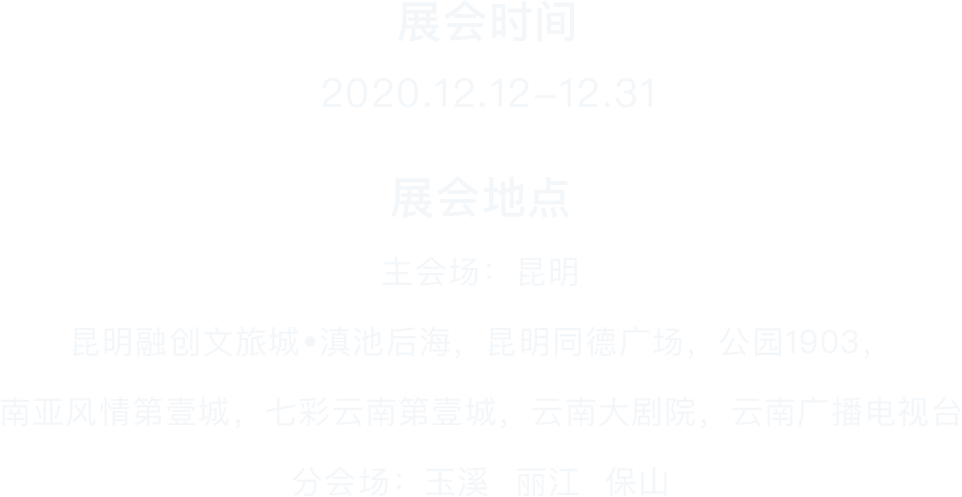 展会时间
2020.12.12-12.31
展会地点
主会场：昆明
昆明融创文旅城•滇池后海，昆明同德广场，公园1903，
南亚风情第壹城，七彩云南第壹城，云南大剧院，云南广播电视台
分会场：玉溪 丽江 保山